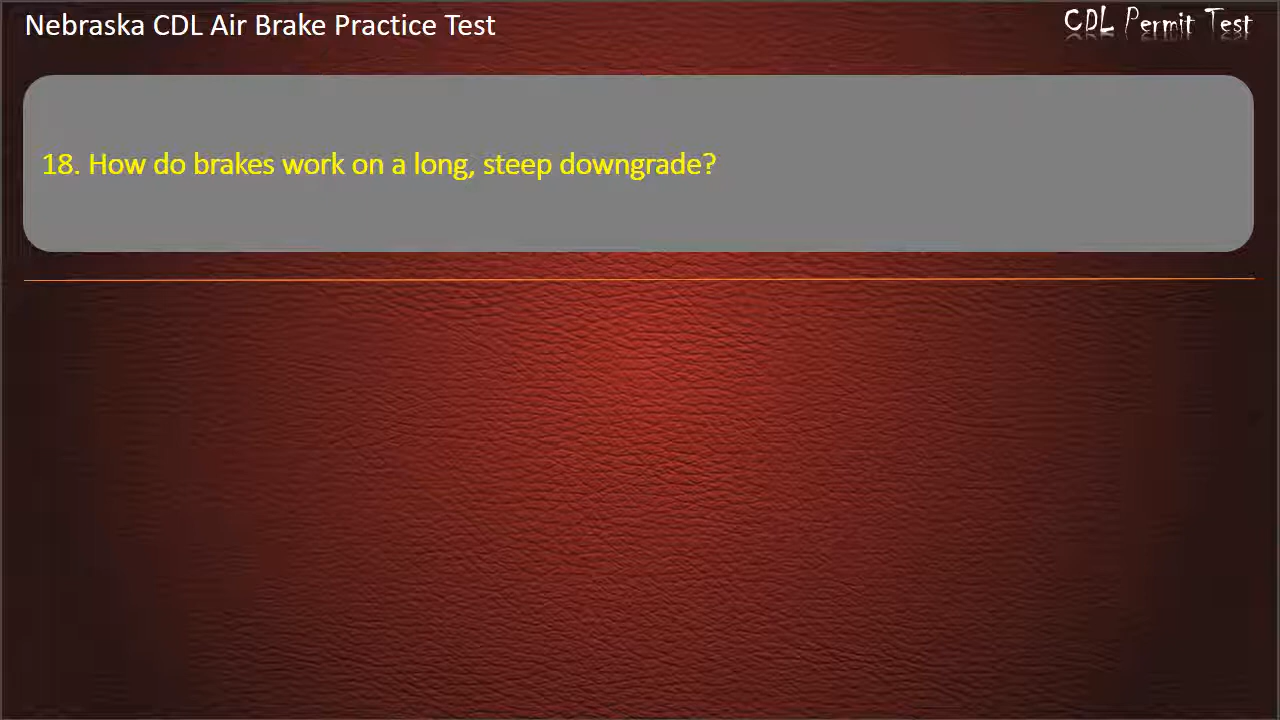 Nebraska CDL Air Brake Practice Test
CDL Permit Test
18. How do brakes work on a long, steep downgrade?